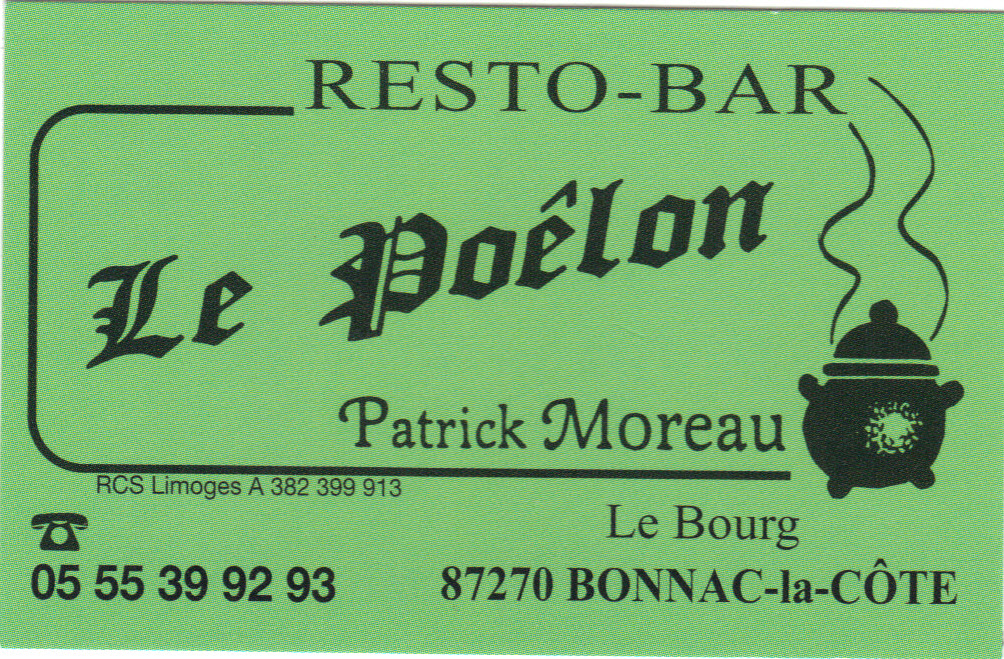 RESTO-BAR
Le Poêlon
Patrick Moreau
RCS Limoges A 382 399 913
Le Bourg
05 55 39 92 93
87270 BONNAC-la-CÔTE